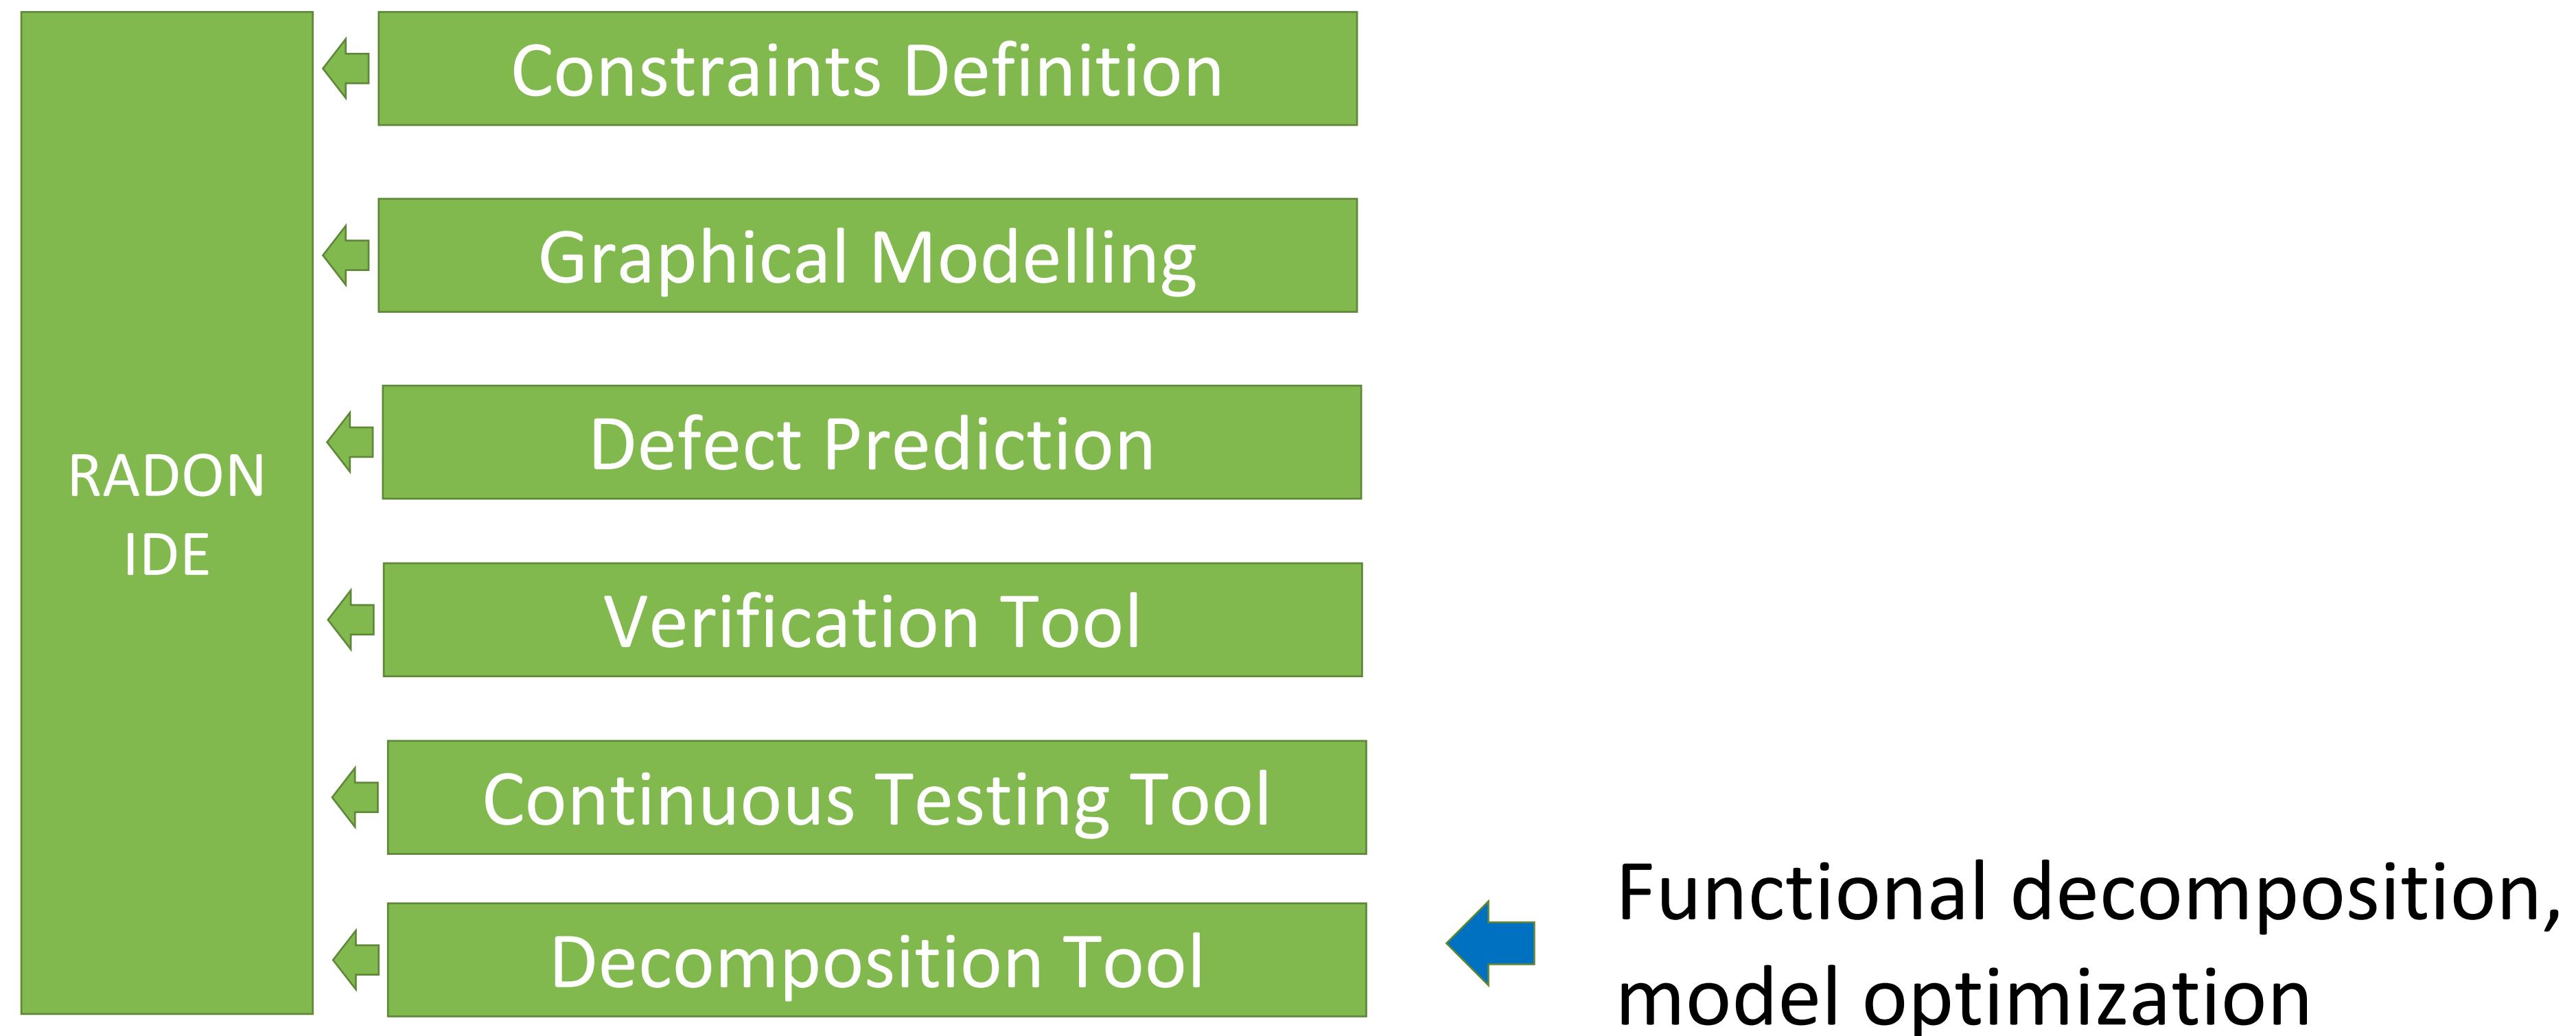 Constraints Definition
Graphical Modelling
Defect Prediction
RADON
IDE
Verification Tool
Continuous Testing Tool
Decomposition Tool
Functional decomposition,
model optimization